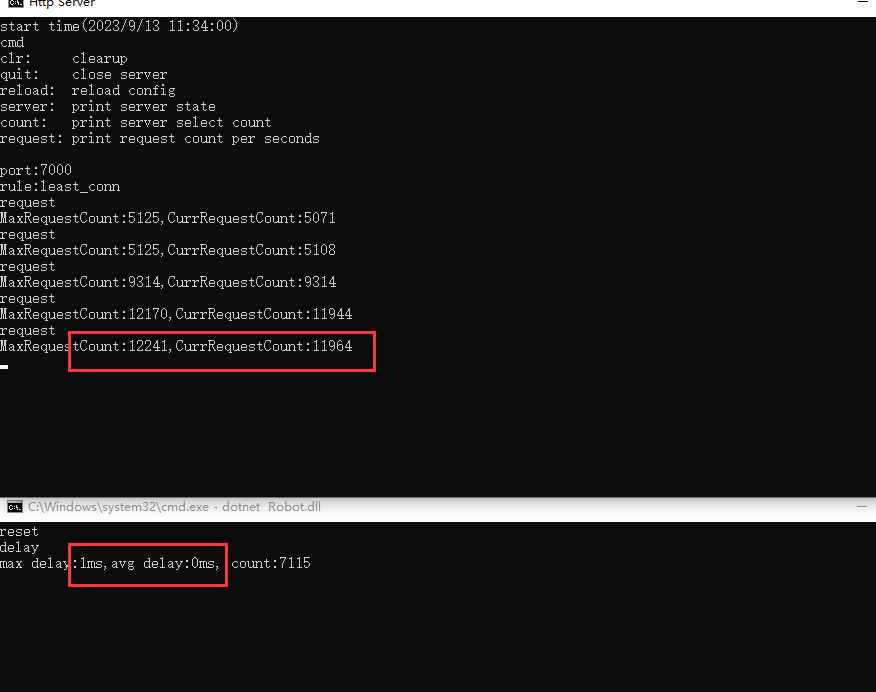 Http Server
start time(2023/9/13 11:34:00)
cmd
clr:     clearup
quit:    close server
reload:  reload config
server:  print server state
count:   print server select count
request: print request count per seconds
port:7000
rule:least_conn
request
MaxRequestCount:5125,CurrRequestCount:5071
request
MaxRequestCount:5125,CurrRequestCount:5108
request
MaxRequestCount:9314,CurrRequestCount:9314
request
MaxRequestCount:12170,CurrRequestCount:11944
request
MaxRequestCount:12241,CurrRequestCount:11964
C:\Windows\system32\cmd.exe - dotnet  Robot.dll
reset
delay
max delay:1ms,avg delay:0ms, count:7115